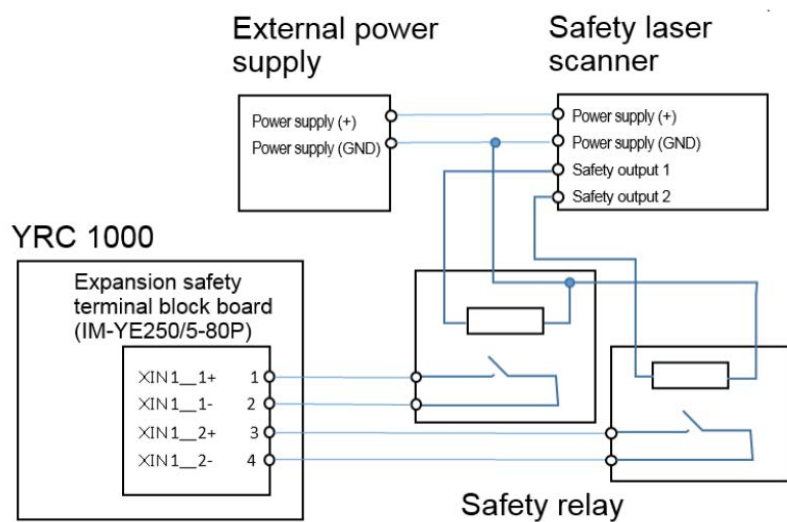 External power
supply
Safety laser
scanner
Power supply (+)
Power supply (GND)
Power supply (+)
Power supply (GND)
Safety output 1
Safety output 2
YRC 1000
Expansion safety
terminal block board
(IM-YE250/5-80P)
XIN1__1+ 1
XIN1__1- 2
XIN1__2+ 3
XIN1__2- 4
Safety relay